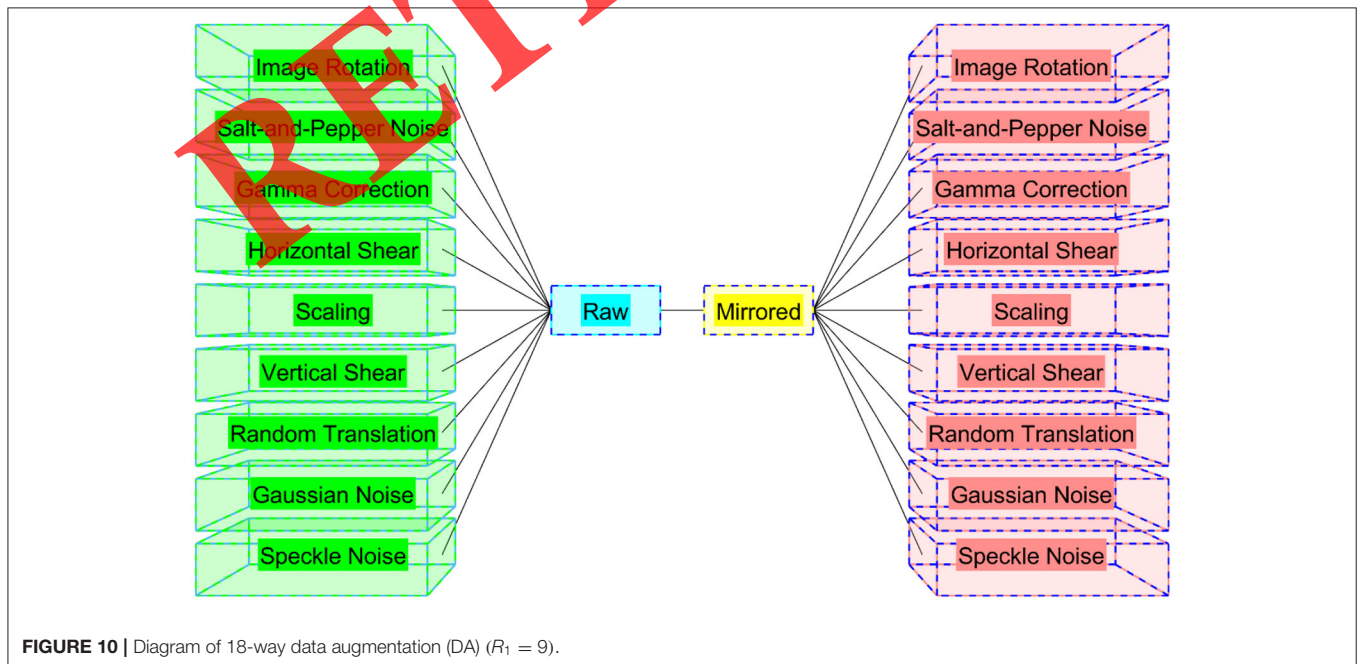 RET
Image Rotation
Salt-and-Pepper Noise
Gamma Correction
Horizontal Shear
Scaling
Vertical Shear
Random Translation
Gaussian Noise
Speckle Noise
Raw
Mirrored
Image Rotation
Salt-and-Pepper Noise
Gamma Correction
Horizontal Shear
Scaling
Vertical Shear
Random Translation
Gaussian Noise
Speckle Noise
FIGURE 10 | Diagram of 18-way data augmentation (DA) (R₁ = 9).